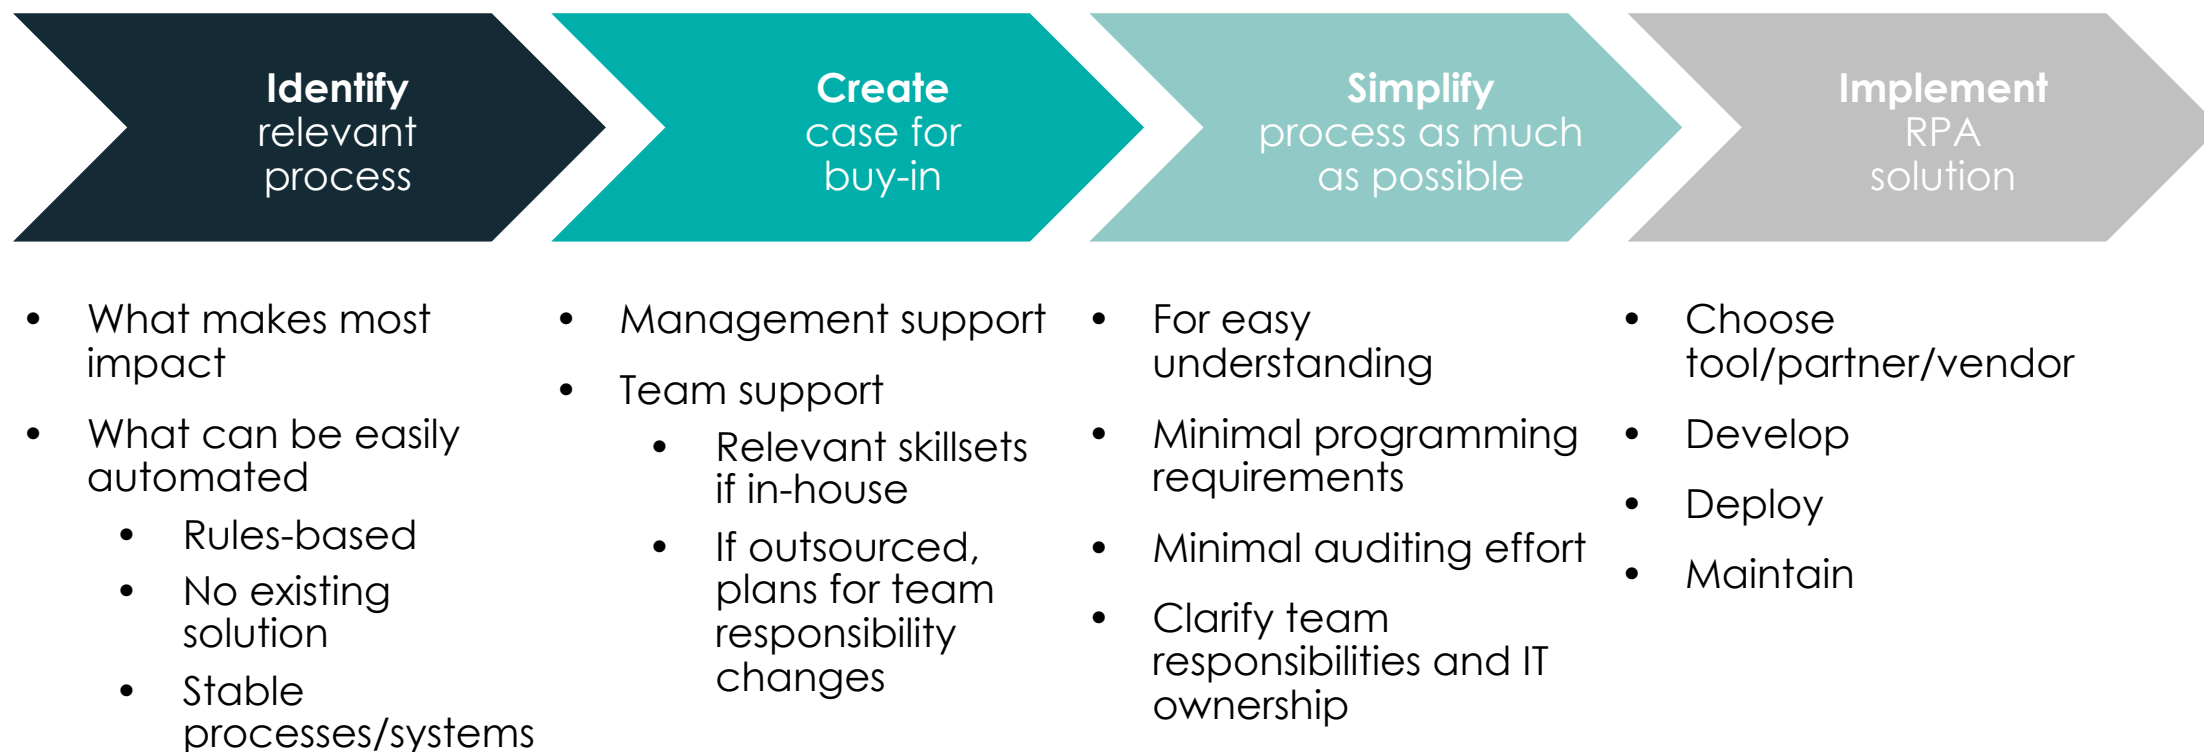 Identify
relevant
process
Create
case for
buy-in
Simplify
process as much
as possible
Implement
RPA
solution
• What makes most
impact
• What can be easily
automated
• Rules-based
• No existing
solution
• Stable
processes/systems
• Management support
• Team support
• Relevant skillsets
if in-house
• If outsourced,
plans for team
responsibility
changes
• For easy
understanding
• Minimal programming
requirements
• Minimal auditing effort
• Clarify team
responsibilities and IT
ownership
• Choose
tool/partner/vendor
• Develop
• Deploy
• Maintain